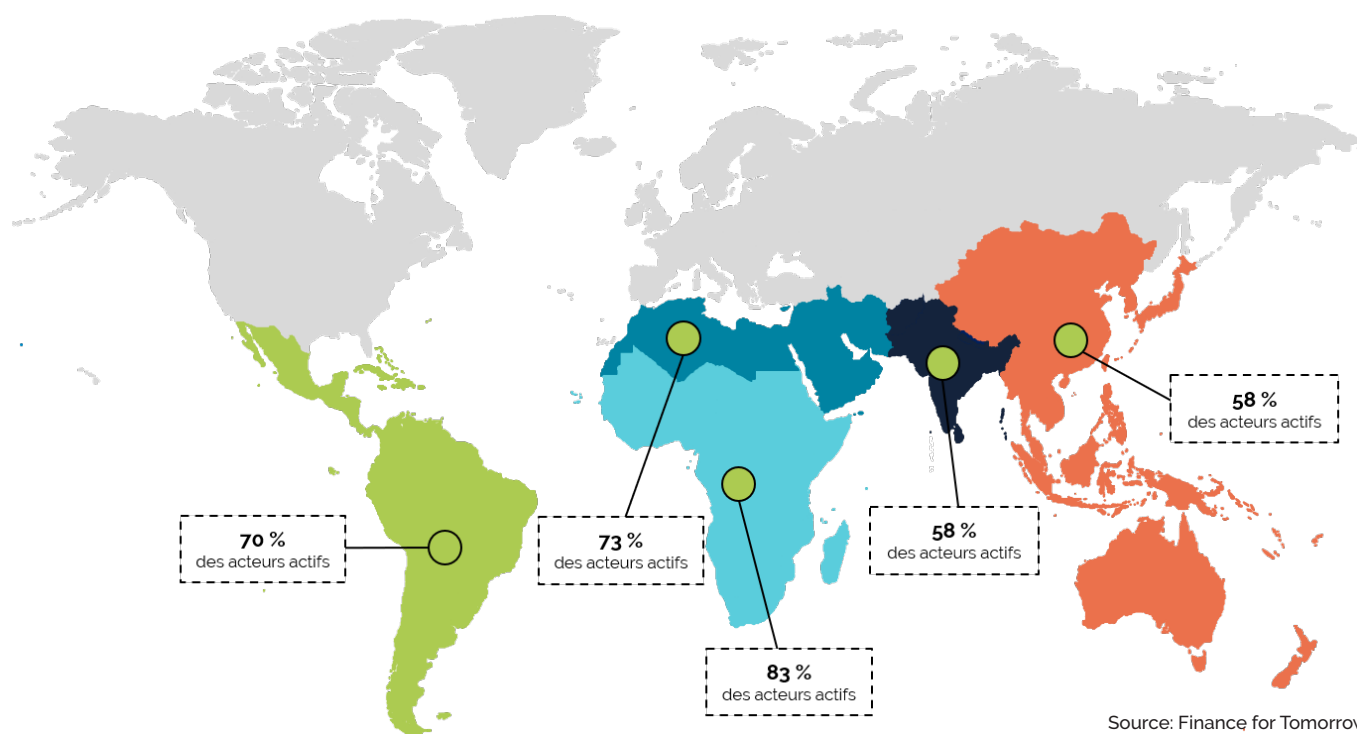 58 %
des acteurs actifs
70 %
des acteurs actifs
73 %
des acteurs actifs
58 %
des acteurs actifs
83 %
des acteurs actifs
Source: Finance for